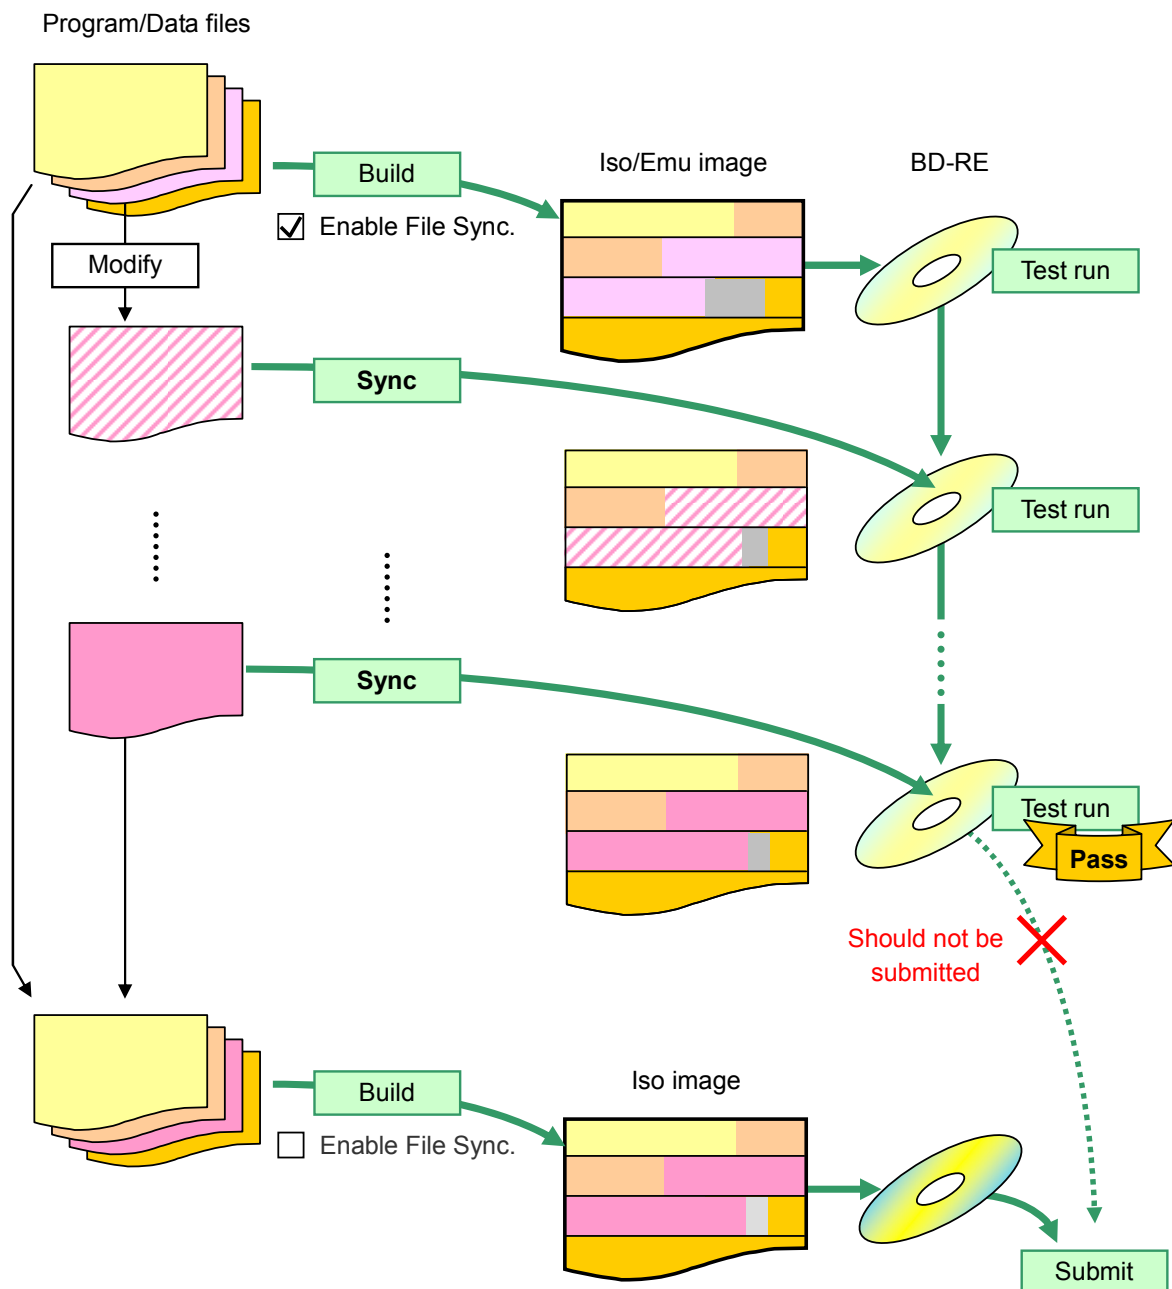 Program/Data files
Build
Iso/Emu image
BD-RE
Enable File Sync.
Modify
Test run
Sync
Test run
Sync
Test run
Pass
Should not be
submitted
Build
Iso image
Enable File Sync.
Submit